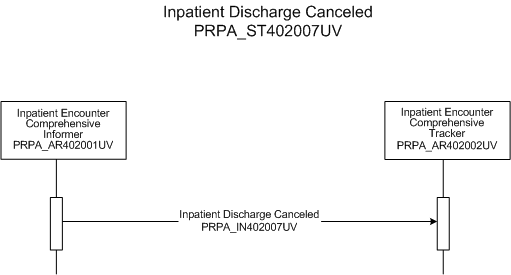 Inpatient Discharge Canceled
PRPA_ST402007UV
Inpatient Encounter
Comprehensive
Informer
PRPA_AR402001UV
Inpatient Encounter
Comprehensive
Tracker
PRPA_AR402002UV
Inpatient Discharge Canceled
PRPA_IN402007UV